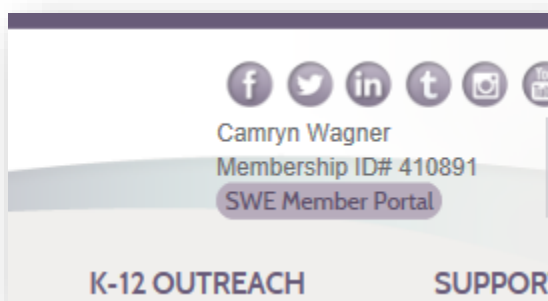 Camryn Wagner
Membership ID# 410891
SWE Member Portal
K-12 OUTREACH